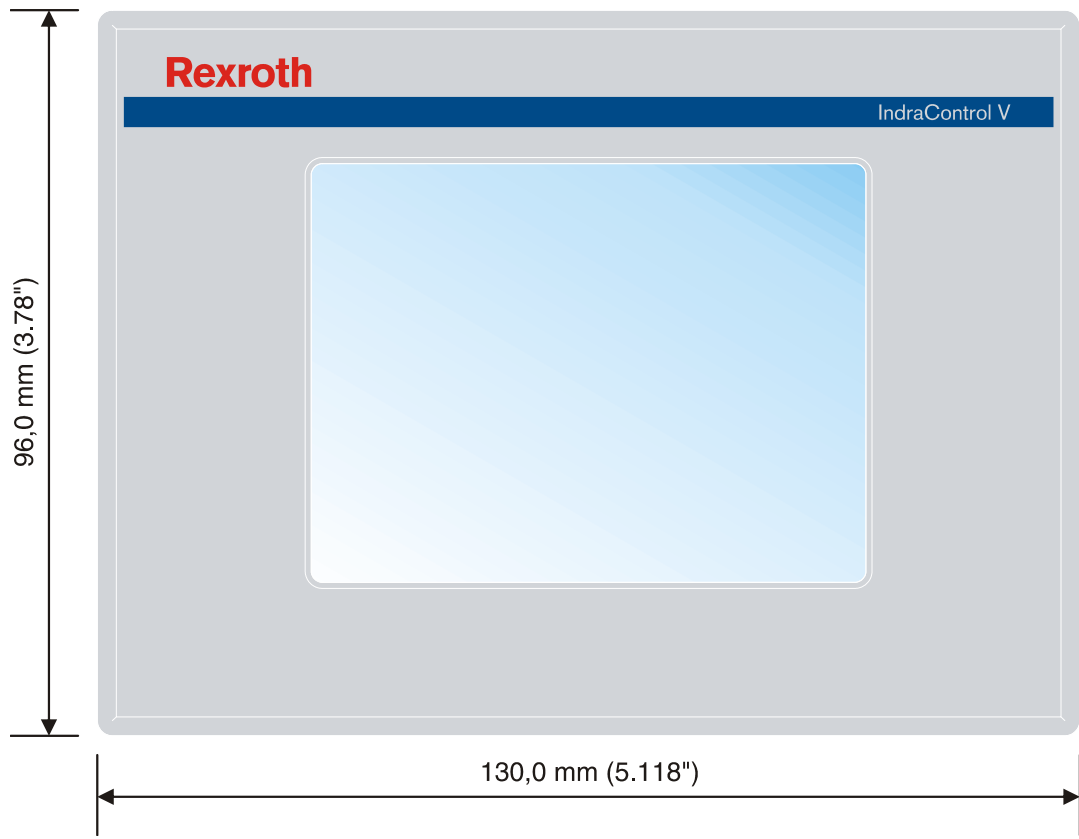 Rexroth
IndraControl V
96,0 mm (3.78")
130,0 mm (5.118")